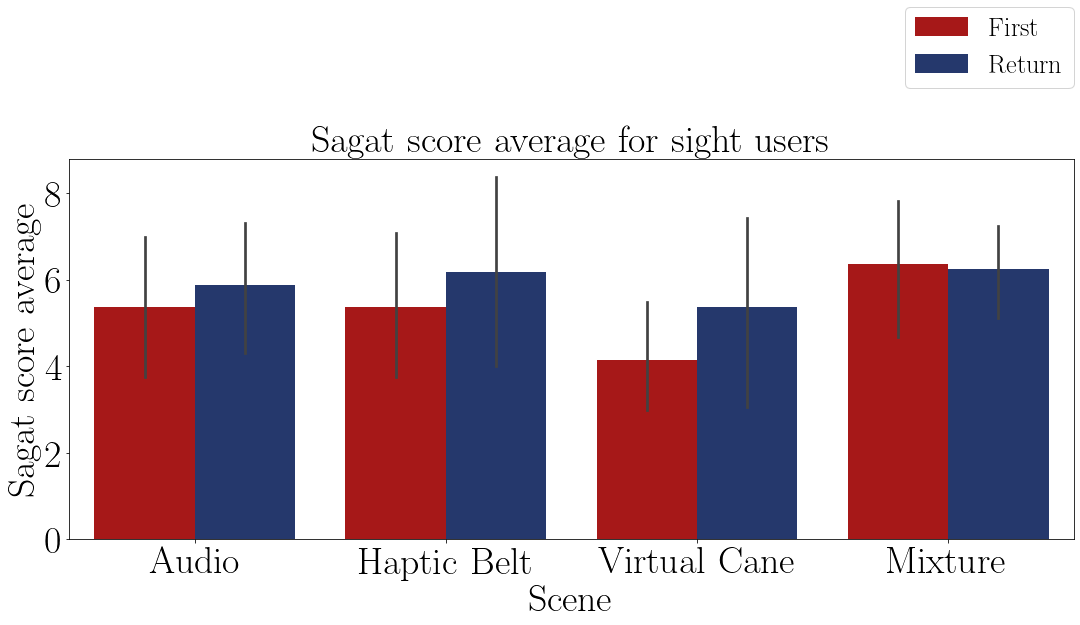 First
Return
Sagat score average for sight users
Sagat score average
8
6
4
2
0
Audio
Haptic Belt
Virtual Cane
Mixture
Scene